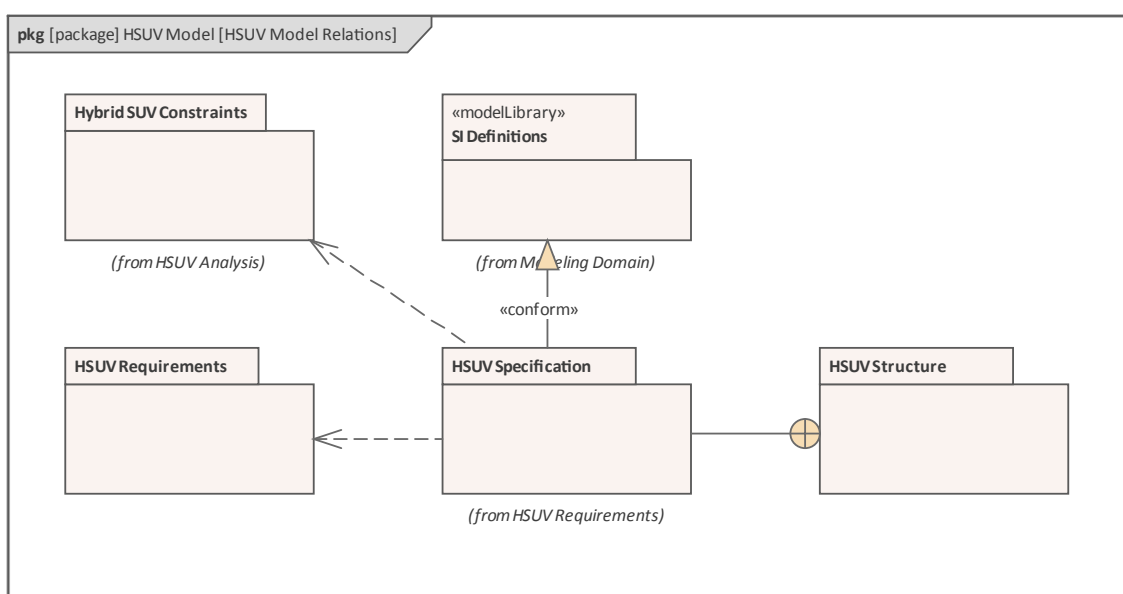 pkg [package] HSUV Model [HSUV Model Relations]
Hybrid SUV Constraints
«modelLibrary»
SI Definitions
(from HSUV Analysis)
(from M eling Domain)
«conform»
HSUV Requirements
HSUV Specification
HSUV Structure
(from HSUV Requirements)